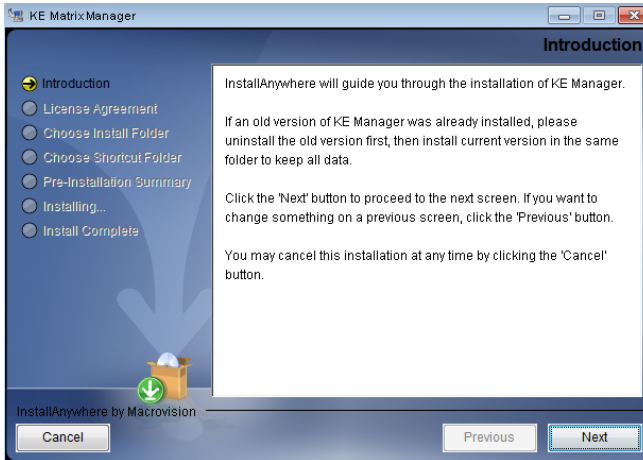 KE MatrixManager
Introduction
Introduction
License Agreement
Choose Install Folder
Choose Shortcut Folder
Pre-Installation Summary
Installing...
Install Complete
InstallAnywhere will guide you through the installation of KE Manager.
If an old version of KE Manager was already installed, please
uninstall the old version first, then install current version in the same
folder to keep all data.
Click the 'Next' button to proceed to the next screen. If you want to
change something on a previous screen, click the 'Previous' button.
You may cancel this installation at any time by clicking the 'Cancel'
button.
InstallAnywhere by Macrovision
Cancel
Previous
Next